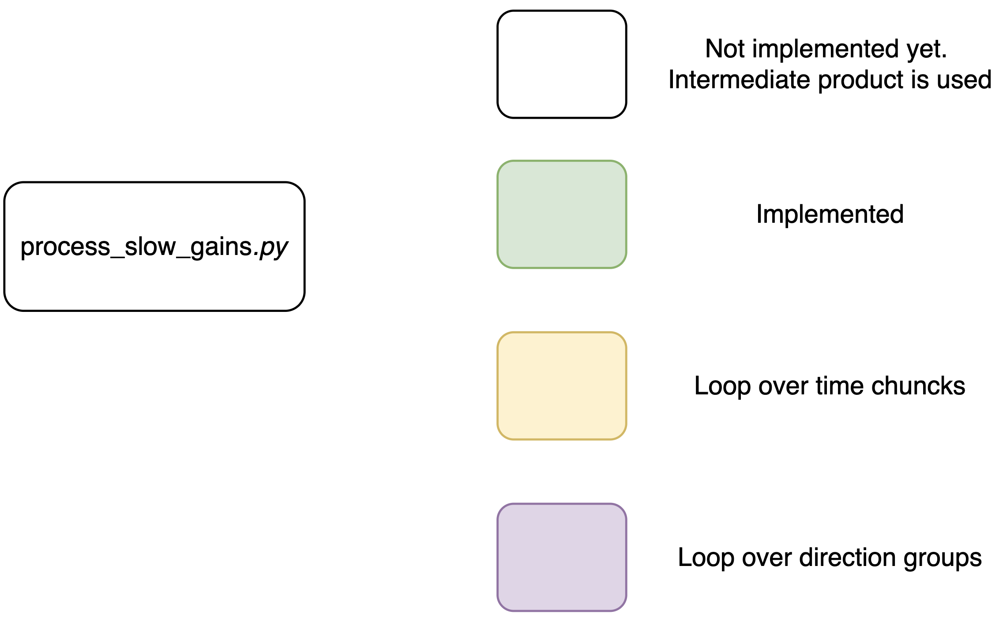 Not implemented yet.
Intermediate product is used
Implemented
process_slow_gains.py
Loop over time chuncks
Loop over direction groups